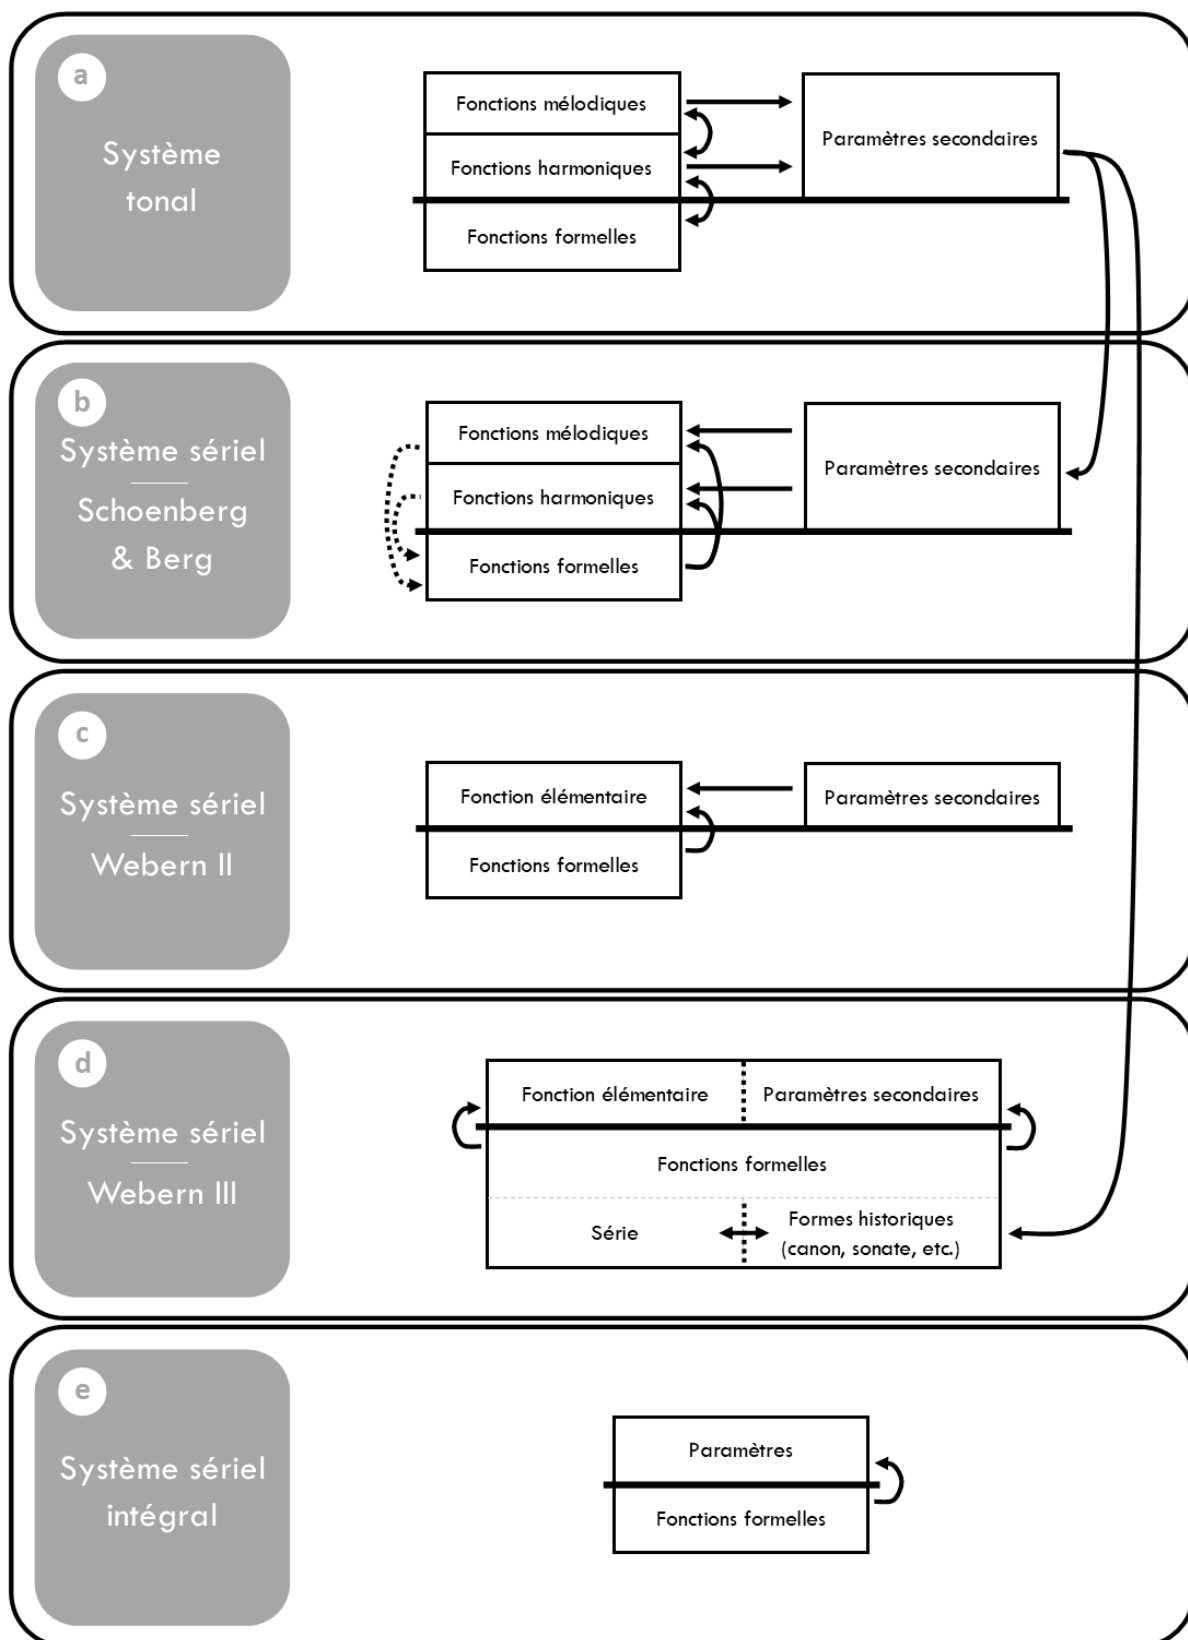 a
Système
tonal
Fonctions mélodiques
Fonctions harmoniques
Fonctions formelles
Paramètres secondaires
b
Système sériel
Schoenberg
& Berg
Fonctions mélodiques
Fonctions harmoniques
Fonctions formelles
Paramètres secondaires
c
Système sériel
Webern II
Fonction élémentaire
Fonctions formelles
Paramètres secondaires
d
Système sériel
Webern III
Fonction élémentaire
Paramètres secondaires
Fonctions formelles
Série
Formes historiques
(canon, sonate, etc.)
e
Système sériel
intégral
Paramètres
Fonctions formelles